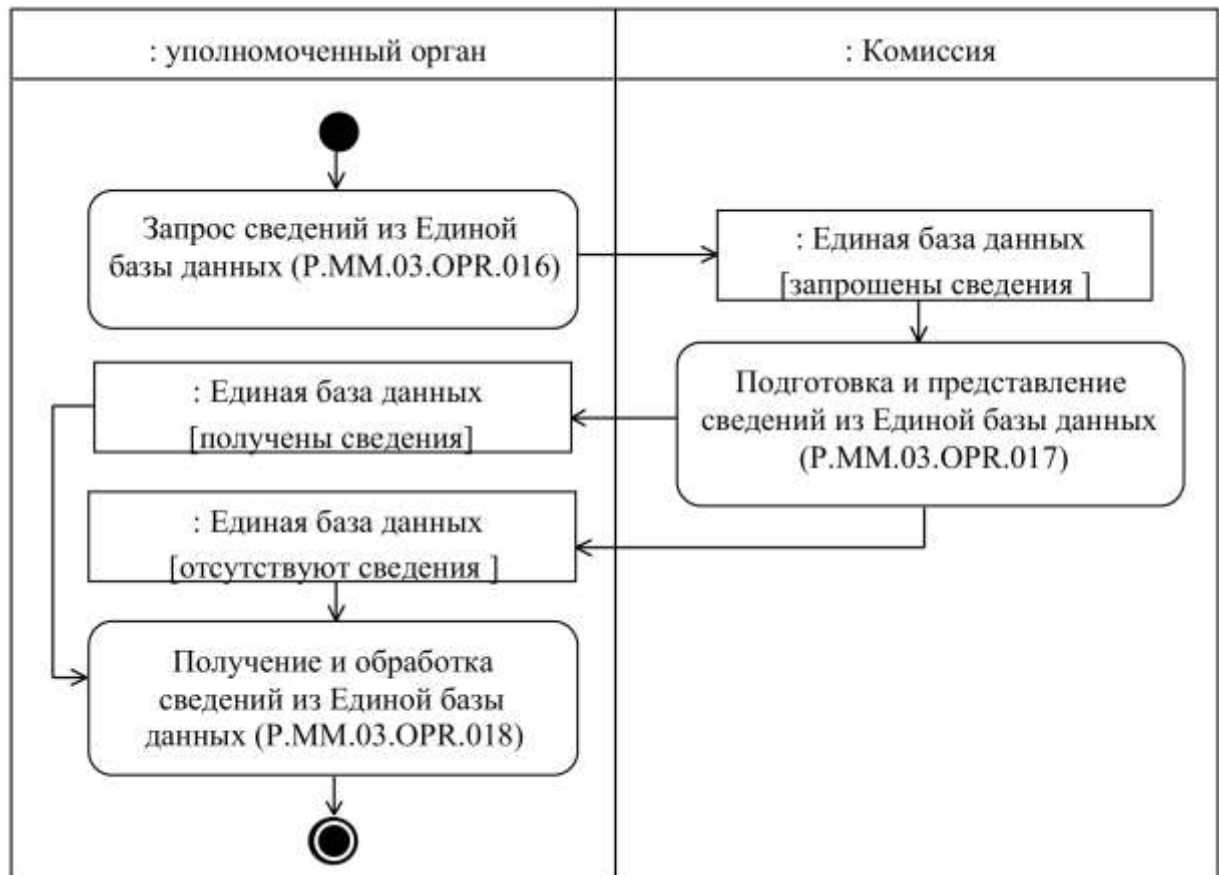 : уполномоченный орган
: Комиссия
Запрос сведений из Единой
базы данных (P.MM.03.OPR.016)
: Единая база данных
[запрошены сведения ]
Подготовка и представление
сведений из Единой базы данных
(P.MM.03.OPR.017)
: Единая база данных
[получены сведения]
: Единая база данных
[отсутствуют сведения ]
Получение и обработка
сведений из Единой базы
данных (P.MM.03.OPR.018)